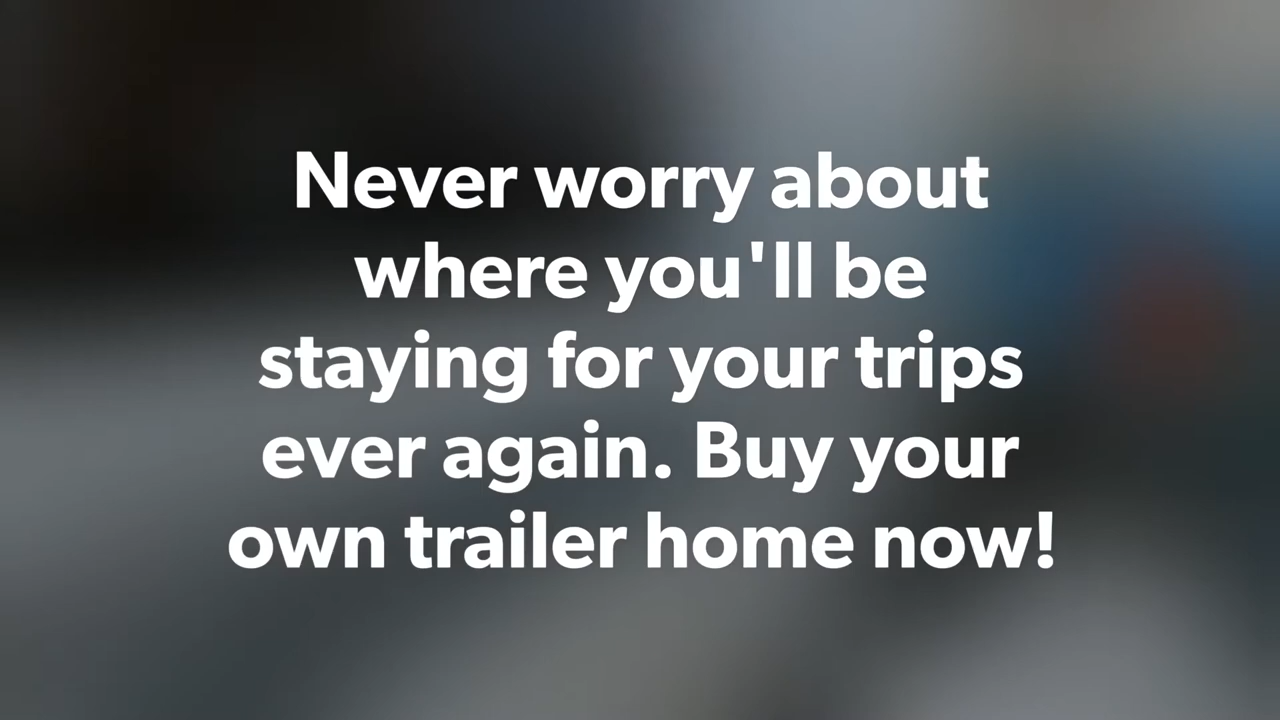 Never worry about
where you'll be
staying for your trips
ever again. Buy your
own trailer home now!